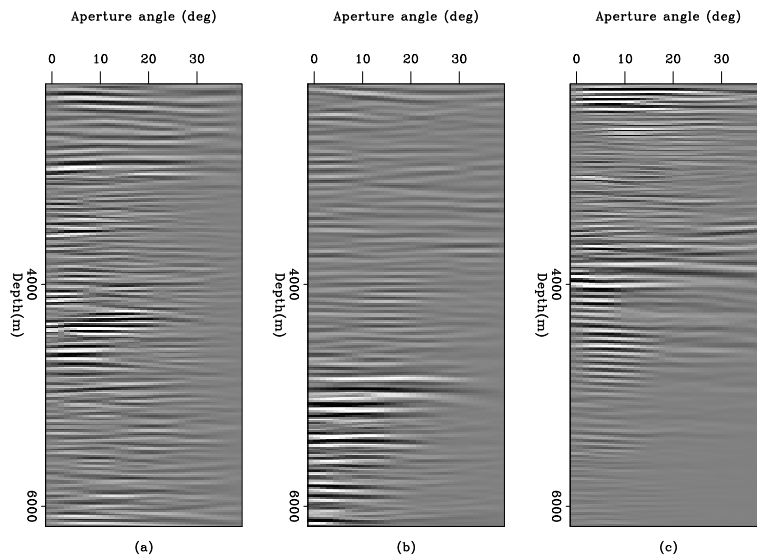 Aperture angle (deg) Aperture angle (deg) Aperture angle (deg)
0 10 20 30 0 10 20 30 0 10 20 30
4000 4000 4000
Depth(m) Depth(m) Depth(m)
6000 6000 6000
(a) (b) (c)